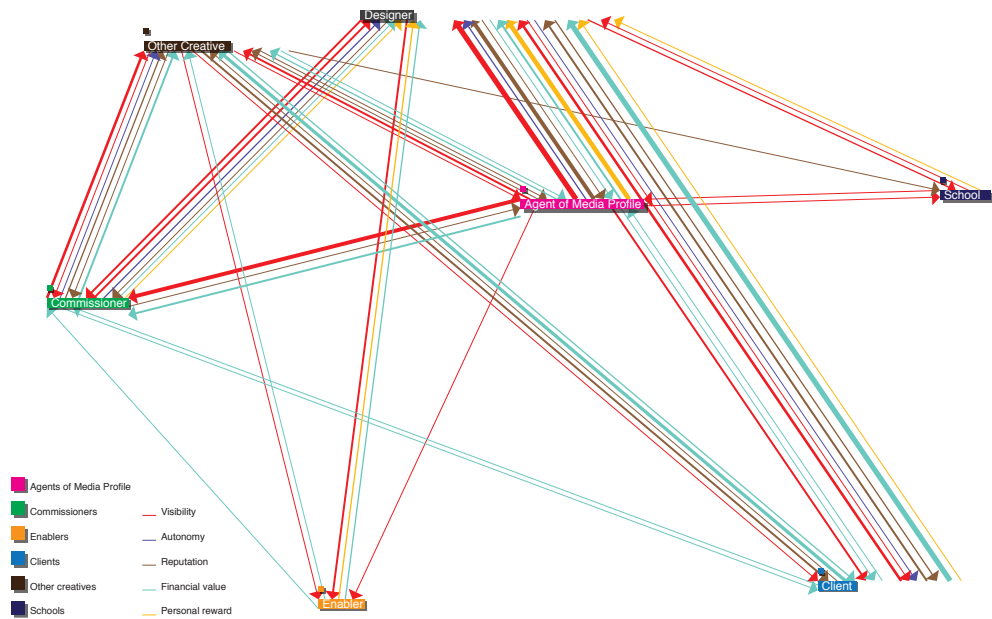 Designer
Other Creative
School
Agent of Media Profile
Commissioner
Client
Enabler
Agents of Media Profile
Commissioners
Visibility
Enablers
Autonomy
Clients
Reputation
Other creatives
Financial value
Schools
Personal reward